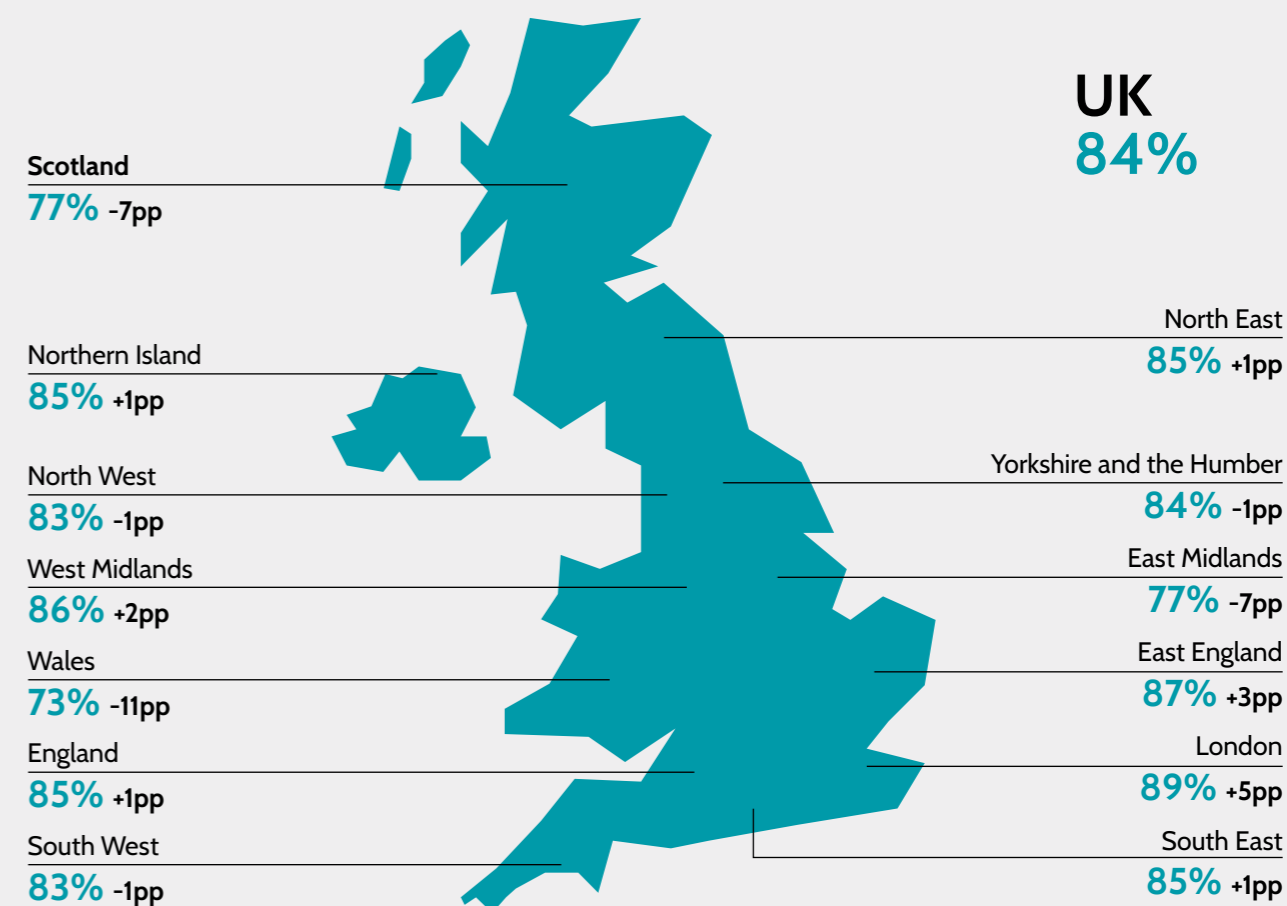 UK
84%
Scotland
77% -7pp
Northern Island
85% +1pp
North West
83% -1pp
West Midlands
86% +2pp
Wales
73% -11pp
England
85% +1pp
South West
83% -1pp
North East
85% +1pp
Yorkshire and the Humber
84% -1pp
East Midlands
77% -7pp
East England
87% +3pp
London
89% +5pp
South East
85% +1pp